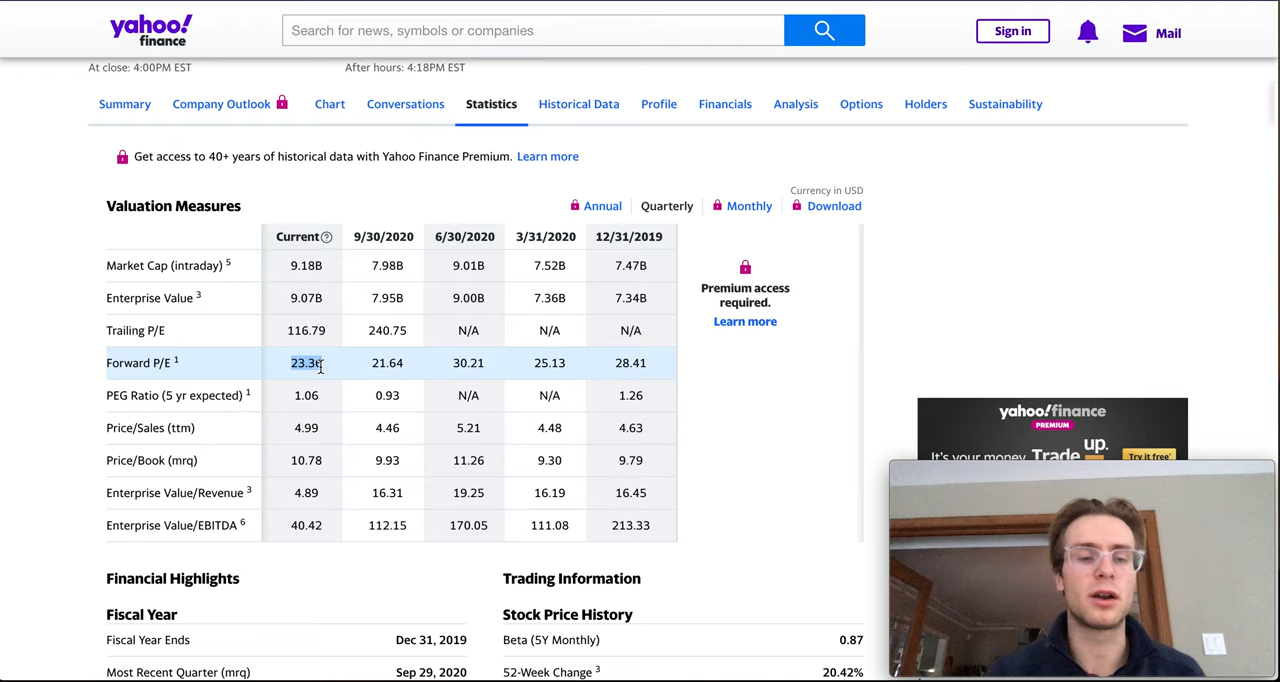 yahoo!
finance
Search for news, symbols or companies
Sign in
Mail
At close: 4:00PM EST
After hours: 4:18PM EST
Summary Company Outlook Chart Conversations Statistics Historical Data Profile Financials Analysis Options Holders Sustainability
Get access to 40+ years of historical data with Yahoo Finance Premium. Learn more
Currency in USD
Valuation Measures Annual Quarterly Monthly Download
Current 9/30/2020 6/30/2020 3/31/2020 12/31/2019
Market Cap (intraday) 5 9.18B 7.98B 9.01B 7.52B 7.47B
Enterprise Value 3 9.07B 7.95B 9.00B 7.36B 7.34B
Trailing P/E 116.79 240.75 N/A N/A N/A
Forward P/E 1 21.64 30.21 25.13 28.41
PEG Ratio (5 yr expected) 1 1.06 0.93 N/A N/A 1.26
Price/Sales (ttm) 4.99 4.46 5.21 4.48 4.63
Price/Book (mrq) 10.78 9.93 11.26 9.30 9.79
Enterprise Value/Revenue 3 4.89 16.31 19.25 16.19 16.45
Enterprise Value/EBITDA 6 40.42 112.15 170.05 111.08 213.33
Premium access
required.
Learn more
yahoo!finance
PREMIUM
It's your money. Trade up.
Try it free*
Financial Highlights
Fiscal Year
Fiscal Year Ends Dec 31, 2019
Most Recent Quarter (mrq) Sep 29, 2020
Trading Information
Stock Price History
Beta (5Y Monthly) 0.87
52-Week Change 3 20.42%